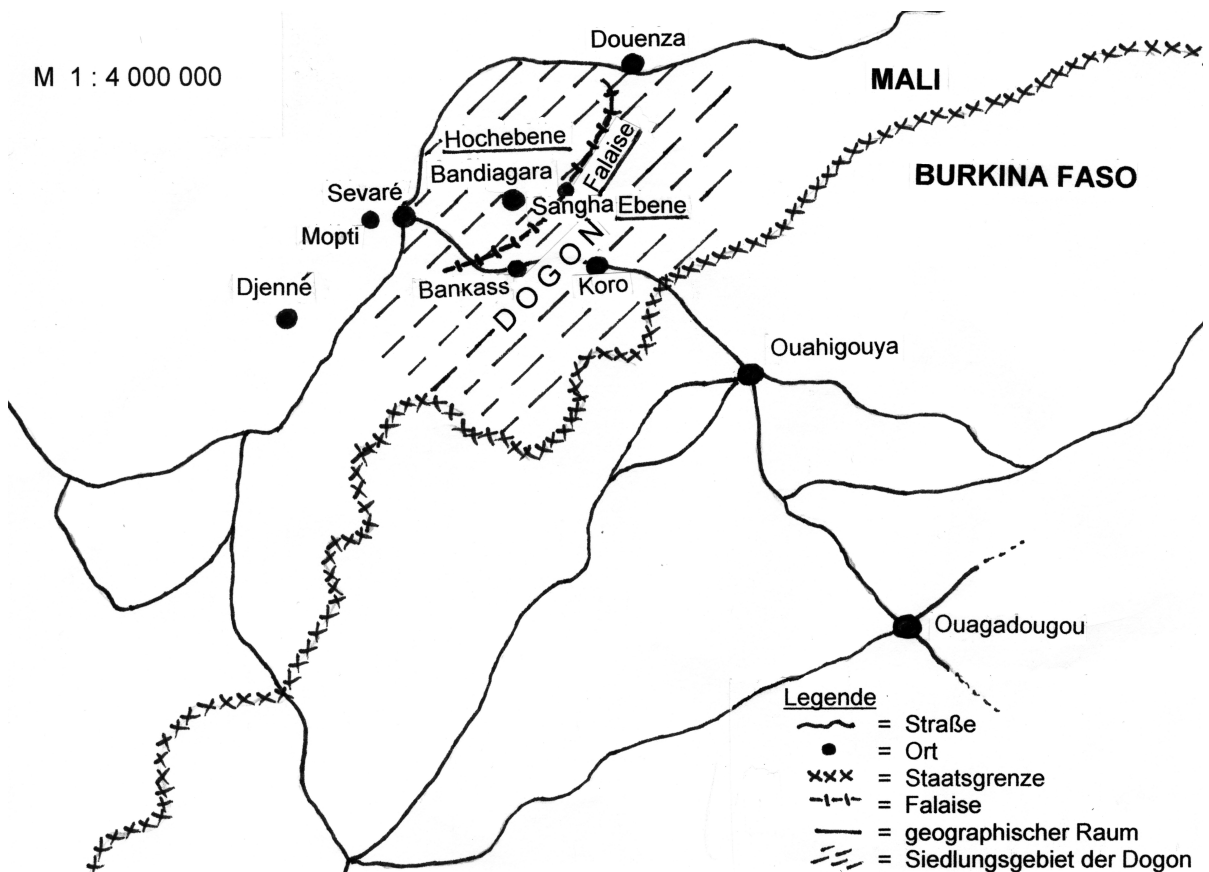 Douenza
M 1 : 4 000 000
MALI
Hochebene
Falaise
Bandiagara
BURKINA FASO
Sevaré
Sangha
Ebene
Mopti
DOGON
Djenné
Banкass
Koro
Ouahigouya
Ouagadougou
Legende
= Straße
= Ort
××× = Staatsgrenze
= Falaise
= geographischer Raum
= Siedlungsgebiet der Dogon